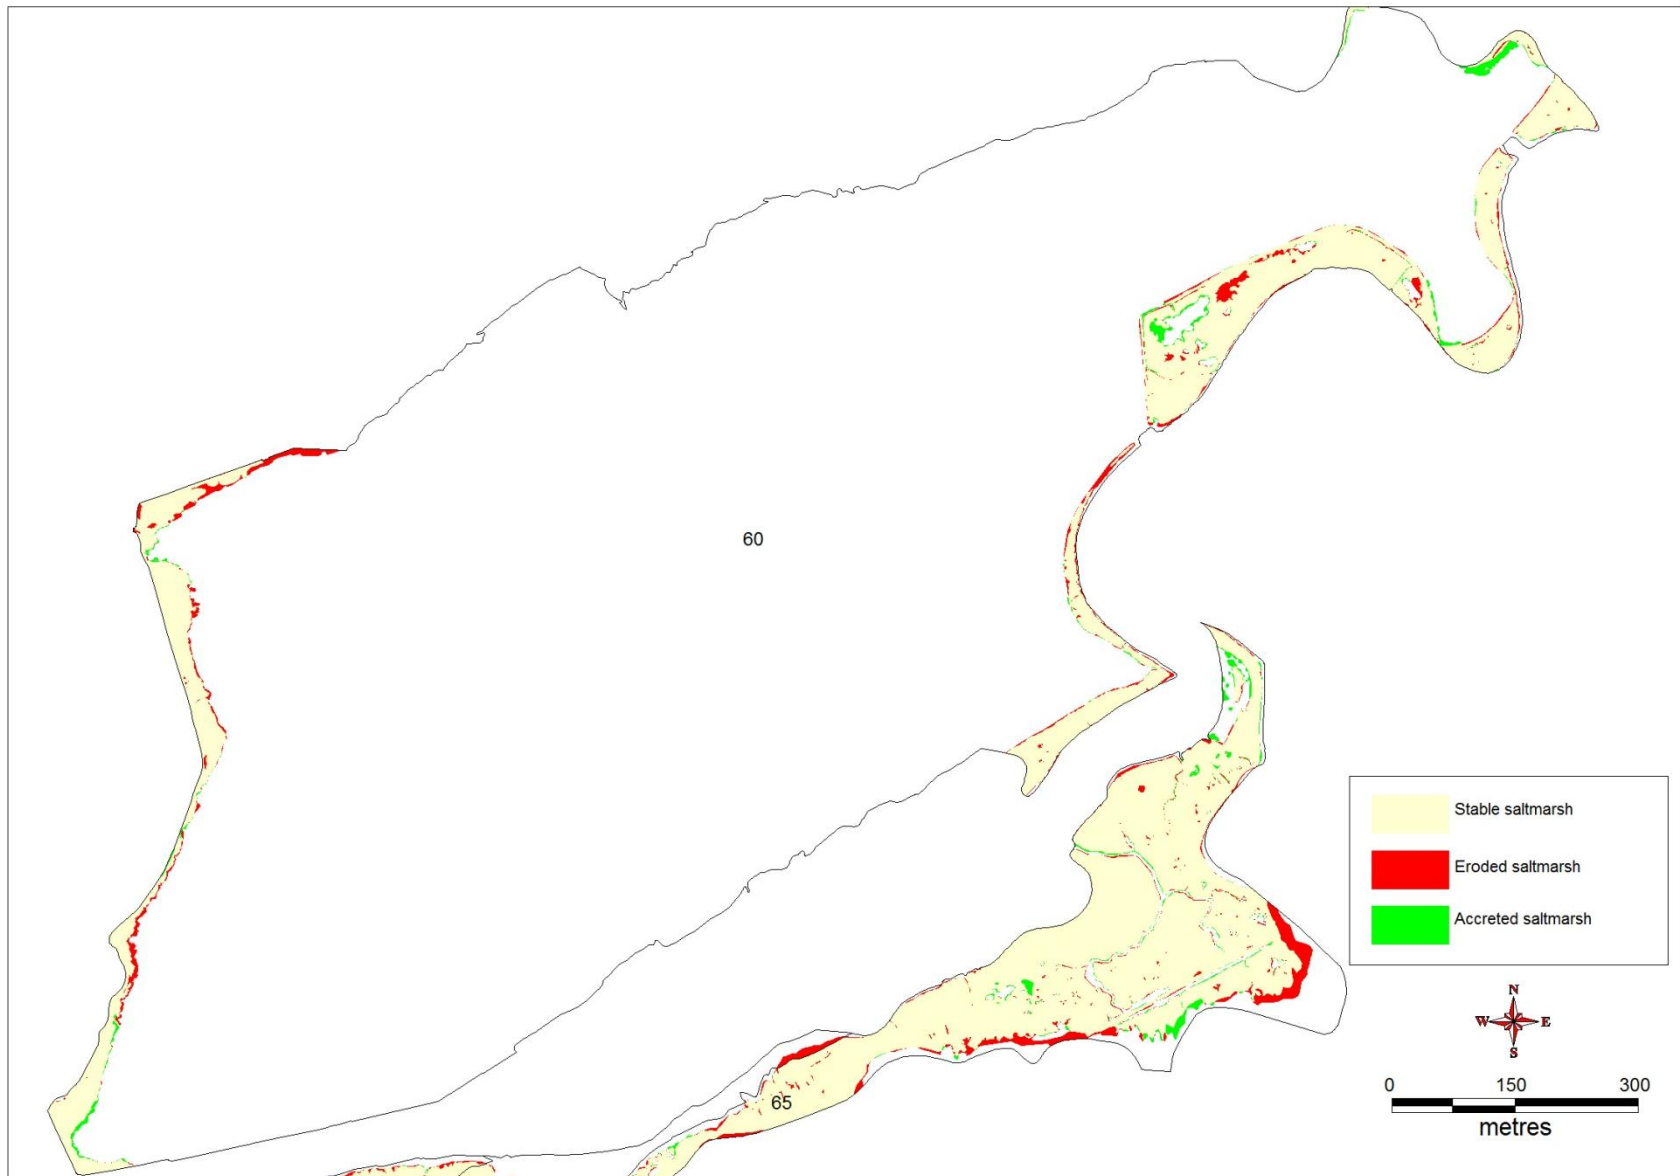 60
65
Stable saltmarsh
Eroded saltmarsh
Accreted saltmarsh
N
W E
S
0 150 300
metres